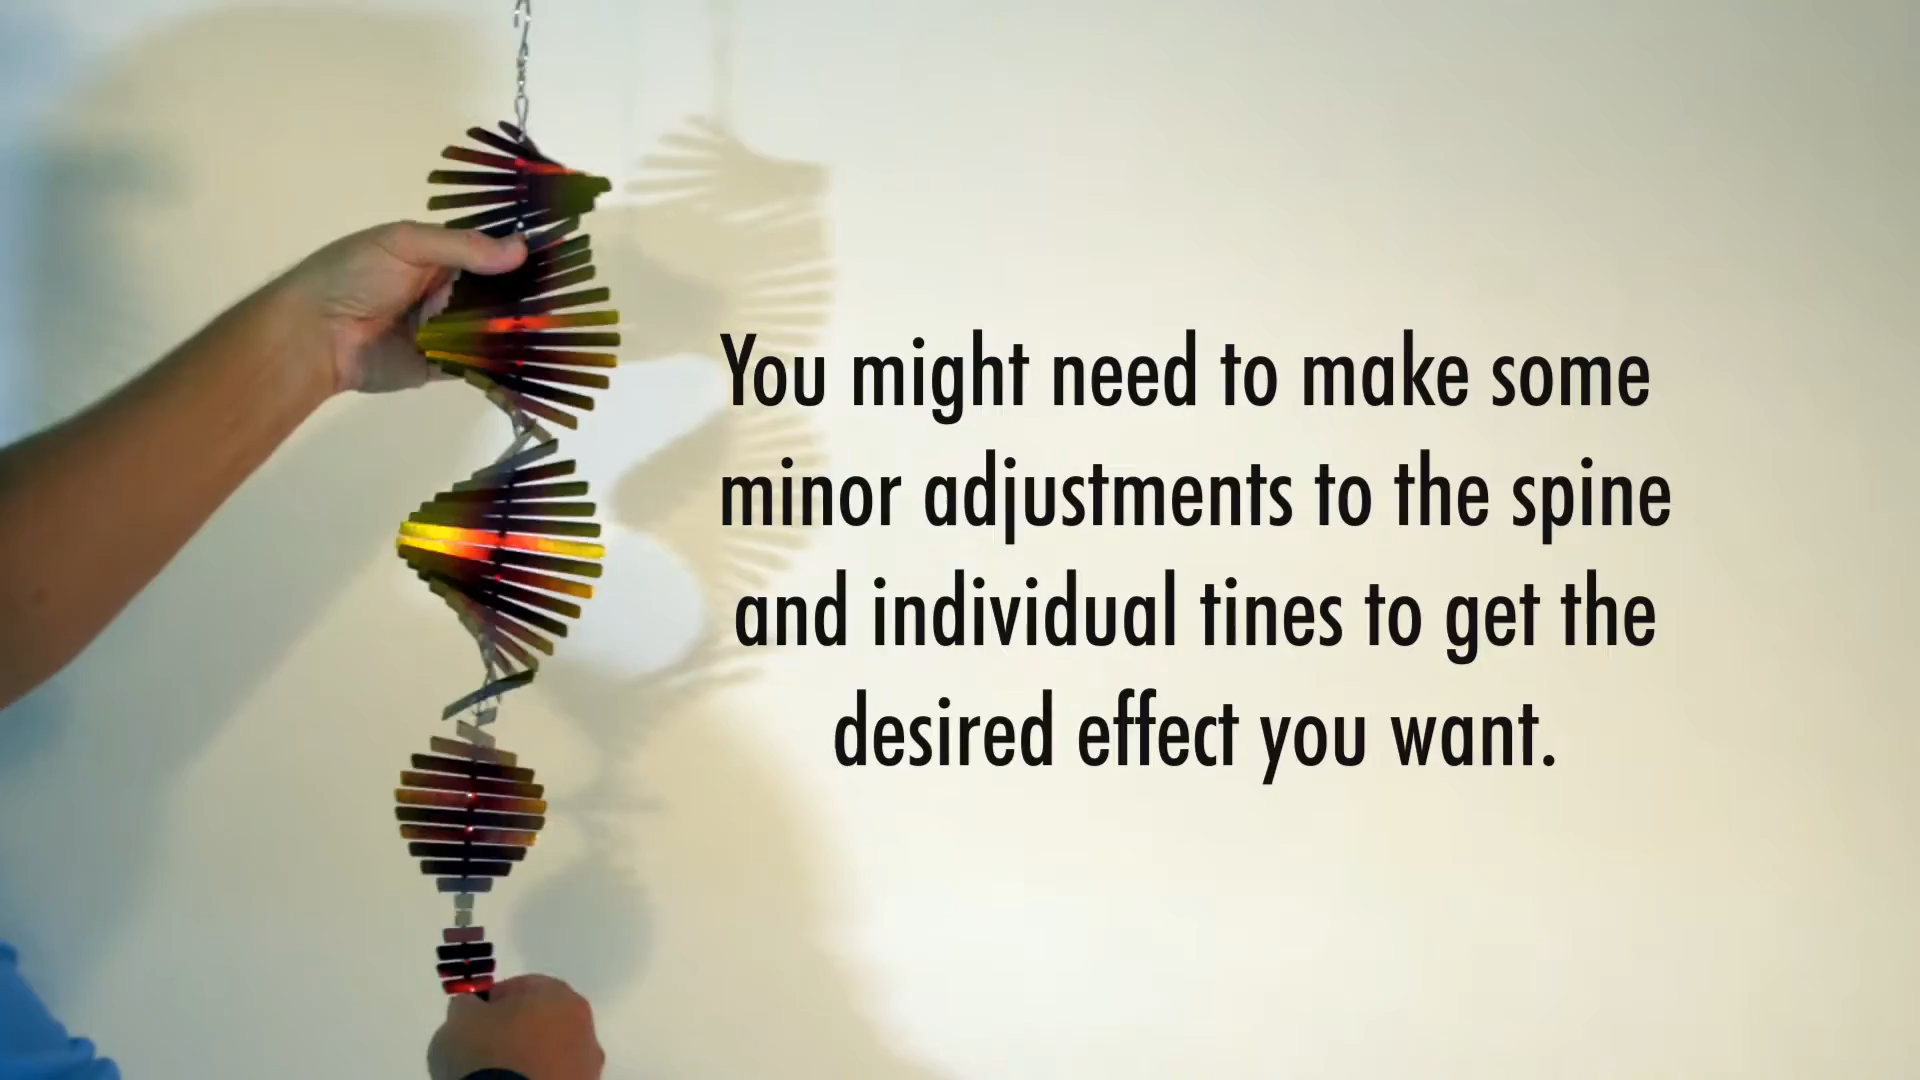 You might need to make some
minor adjustments to the spine
and individual tines to get the
desired effect you want.